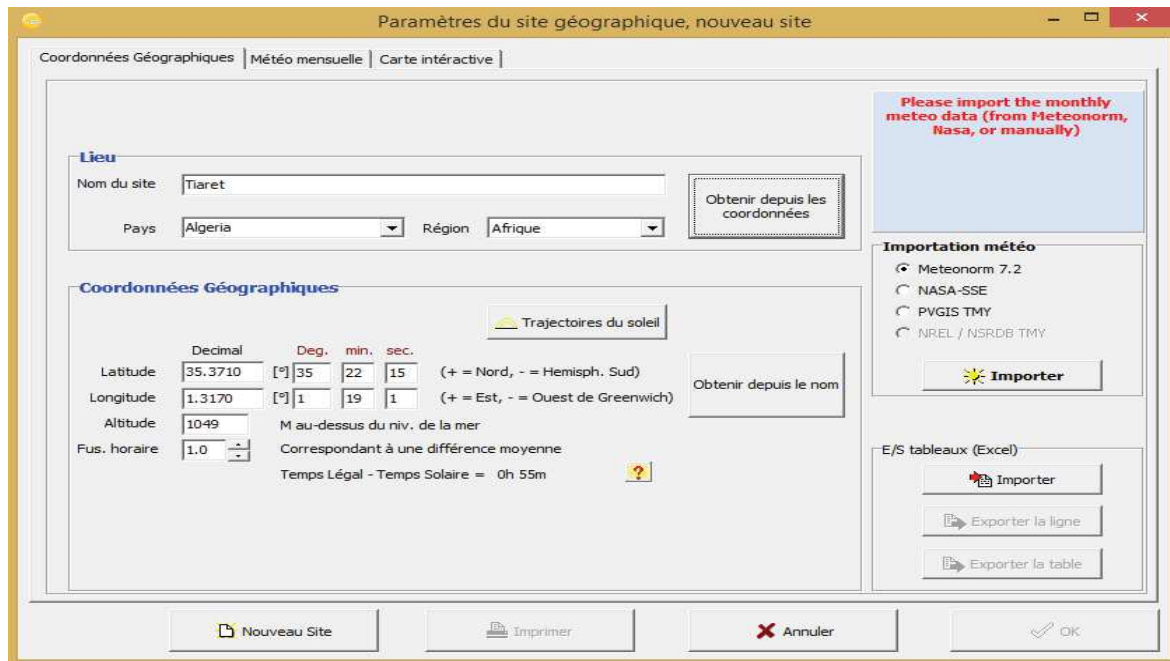 Paramètres du site géographique, nouveau site
Coordonnées Géographiques
Météo mensuelle
Carte intéractive
Please import the monthly
meteo data (from Meteonorm,
Nasa, or manually)
Lieu
Nom du site Tiaret
Obtenir depuis les
coordonnées
Pays Algeria Région Afrique
Importation météo
Meteonorm 7.2
NASA-SSE
PVGIS TMY
NREL / NSRDB TMY
Importer
Coordonnées Géographiques
Trajectoires du soleil
Decimal Deg. min. sec.
Latitude 35.3710 [°] 35 22 15 (+ = Nord, - = Hemisph. Sud)
Longitude 1.3170 [°] 1 19 1 (+ = Est, - = Ouest de Greenwich)
Obtenir depuis le nom
Altitude 1049 M au-dessus du niv. de la mer
Fus. horaire 1.0 Correspondant à une différence moyenne
Temps Légal - Temps Solaire = 0h 55m ?
E/S tableaux (Excel)
Importer
Exporter la ligne
Exporter la table
Nouveau Site
Imprimer
Annuler
OK